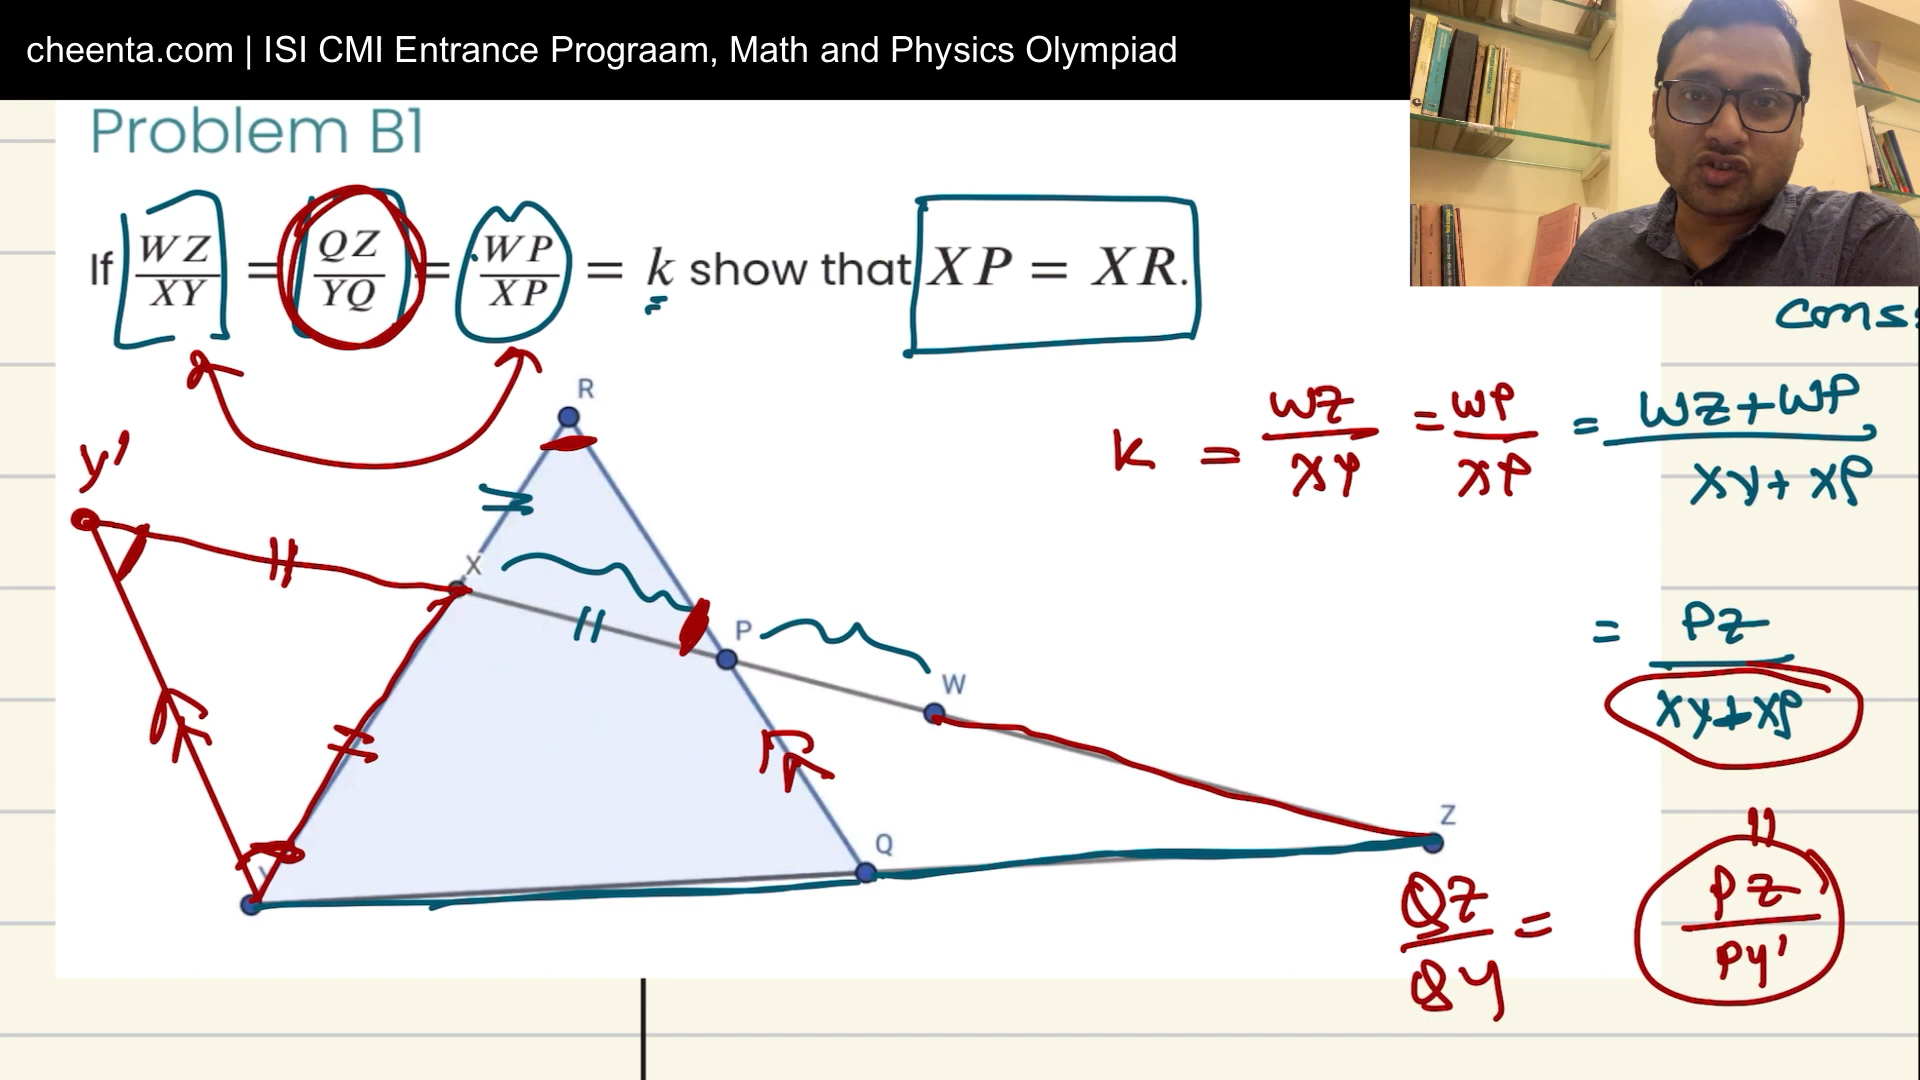 cheenta.com | ISI CMI Entrance Prograam, Math and Physics Olympiad
Problem B1
If WZ/XY = QZ/YQ = WP/XP = k show that XP = XR.
cons
R
y'
K = WZ/XY = WP/XP = WZ+WP/XY+XP
X
P
= PZ/XY+XP
W
Z
Q
QZ/QY = PZ/PY'